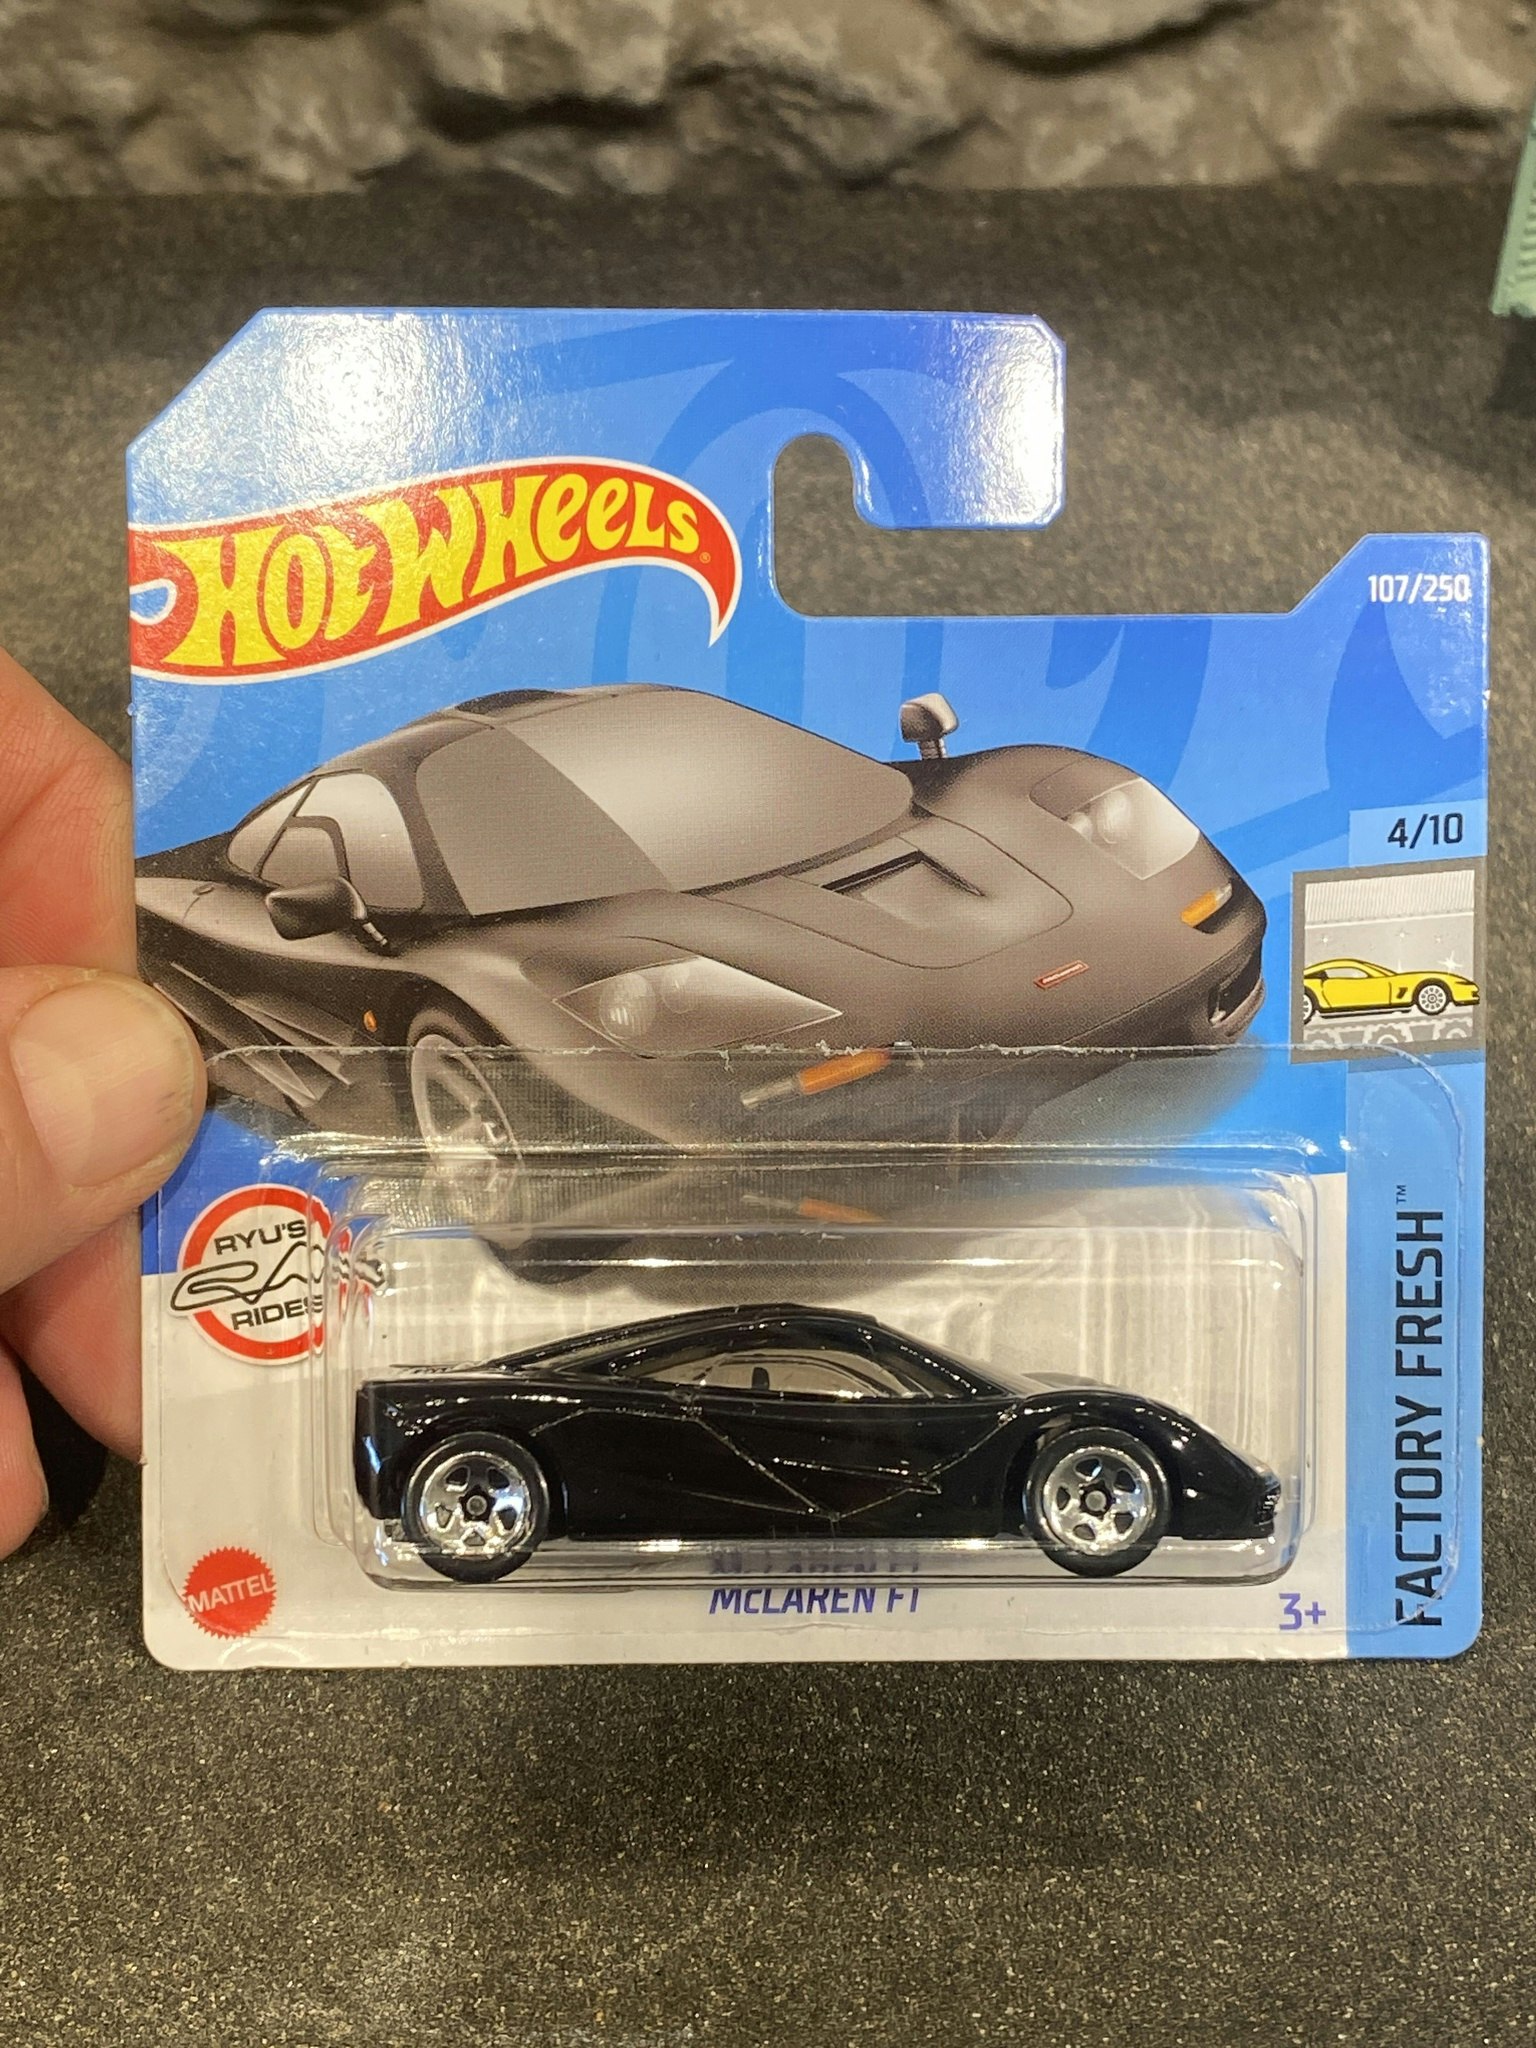 HOT WHEELS
107/250
4/10
RYU'S
RIDES
FACTORY FRESH™
MATTEL
McLAREN F1
3+